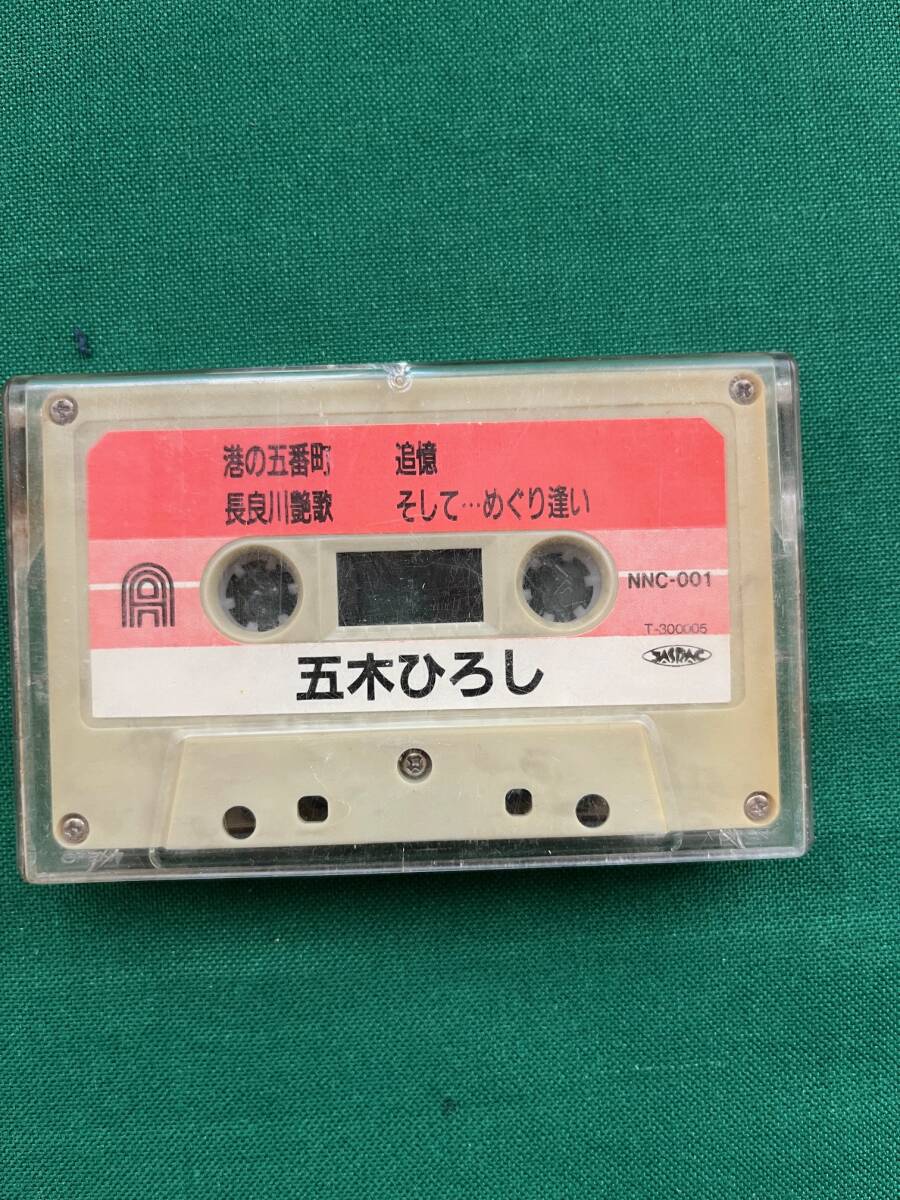 港の五番町 追憶
長良川艶歌 そして…めぐり逢い
NNC-001
T-300005
JASRAC
五木ひろし